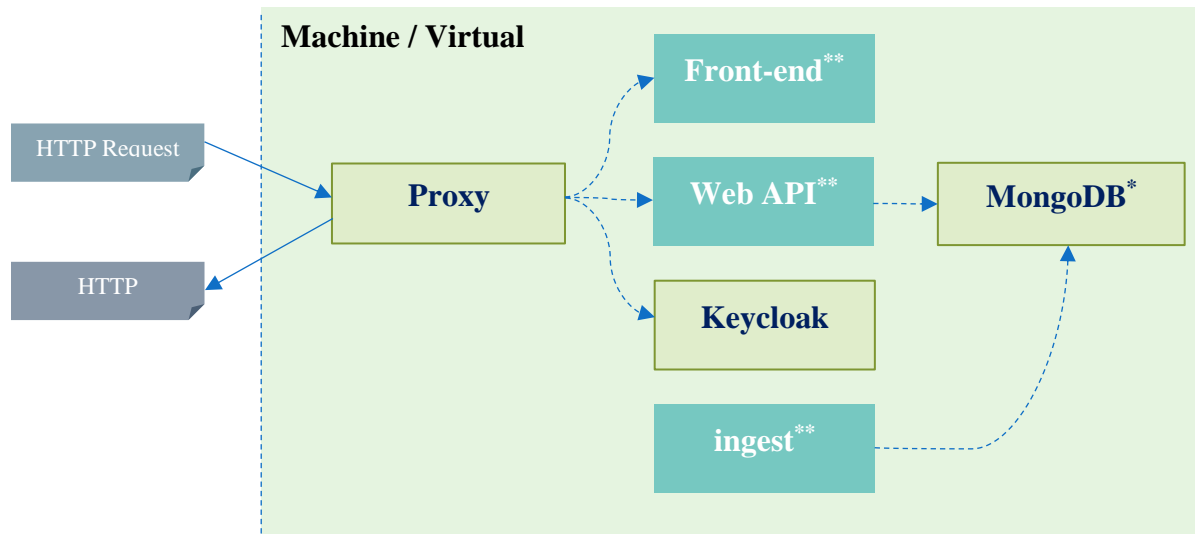 Machine / Virtual
Front-end**
HTTP Request
Proxy
Web API**
MongoDB*
HTTP
Keycloak
ingest**